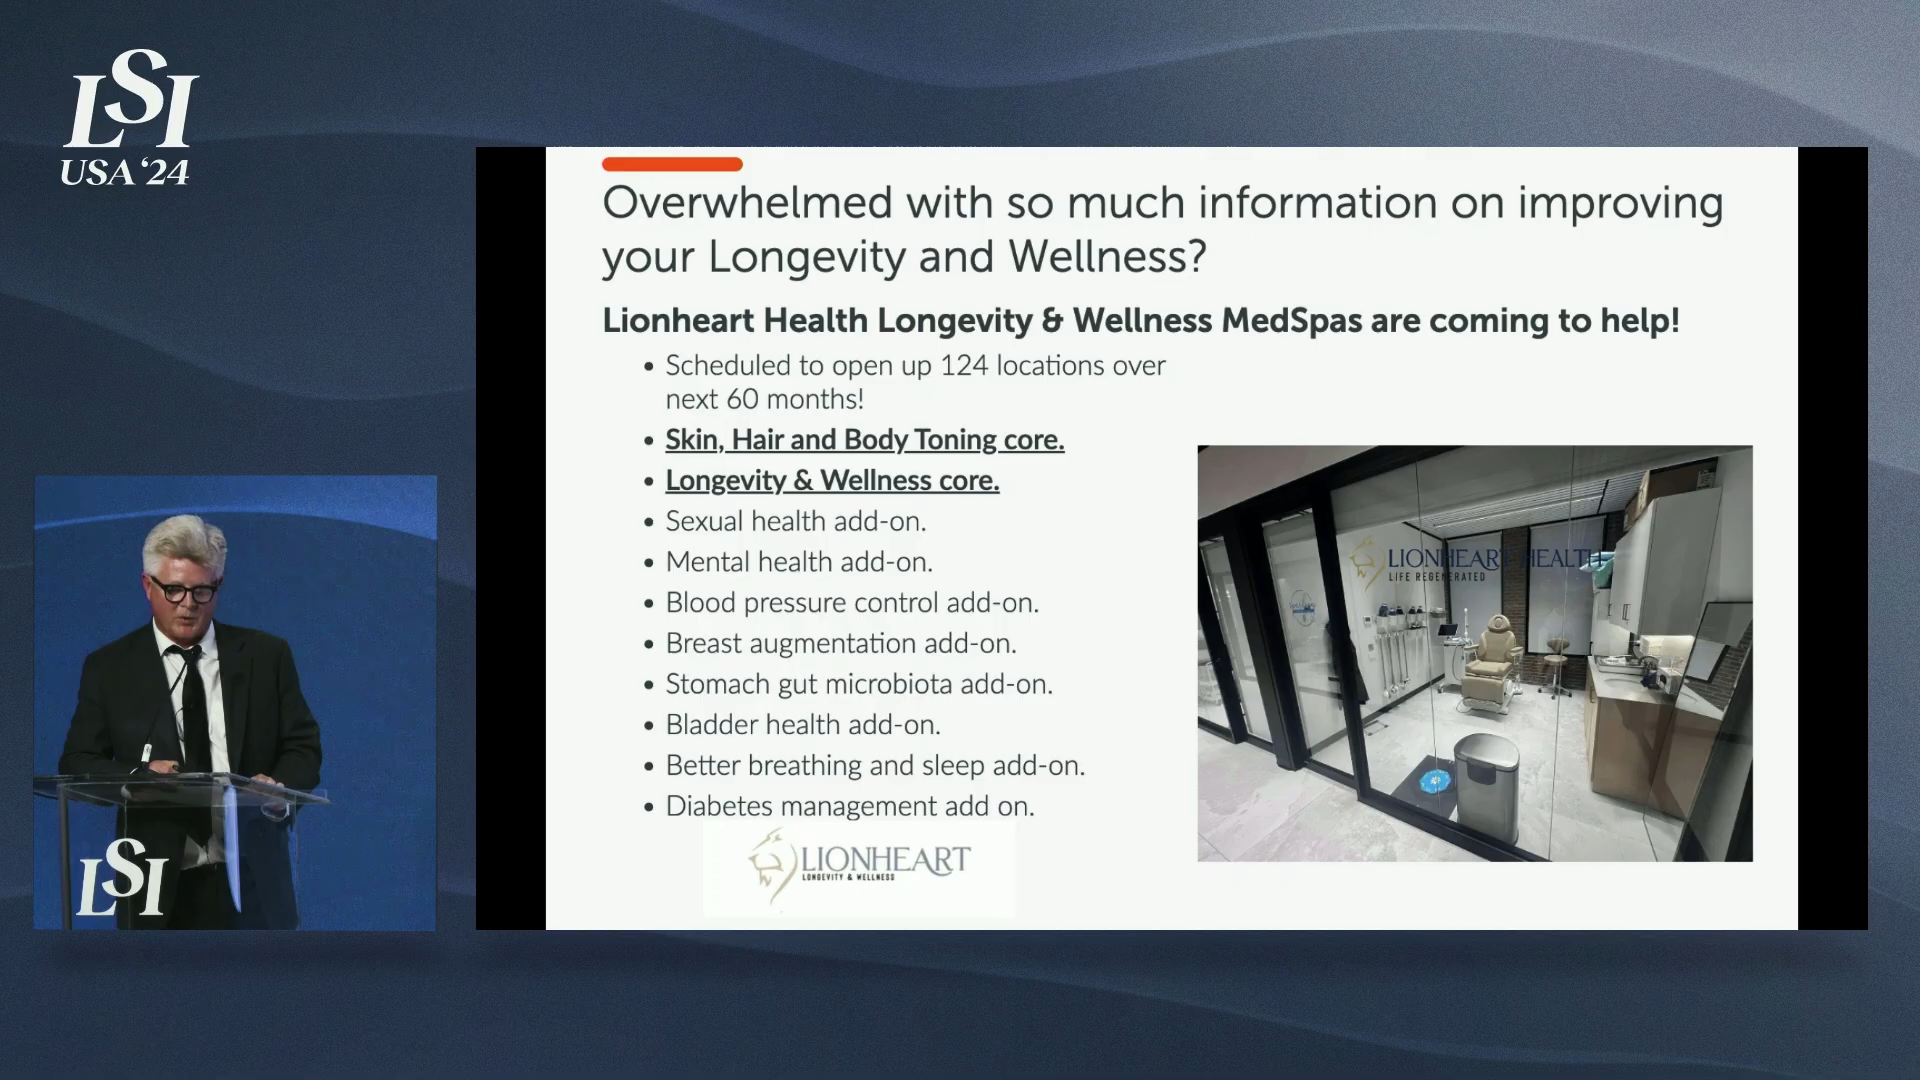 LSI
USA '24
Overwhelmed with so much information on improving
your Longevity and Wellness?
Lionheart Health Longevity & Wellness MedSpas are coming to help!
• Scheduled to open up 124 locations over
next 60 months!
• Skin, Hair and Body Toning core.
• Longevity & Wellness core.
• Sexual health add-on.
• Mental health add-on.
• Blood pressure control add-on.
• Breast augmentation add-on.
• Stomach gut microbiota add-on.
• Bladder health add-on.
• Better breathing and sleep add-on.
• Diabetes management add on.
LIONHEART
LONGEVITY & WELLNESS
LIONHEART HEALTH
LIFE REGENERATED
LSI